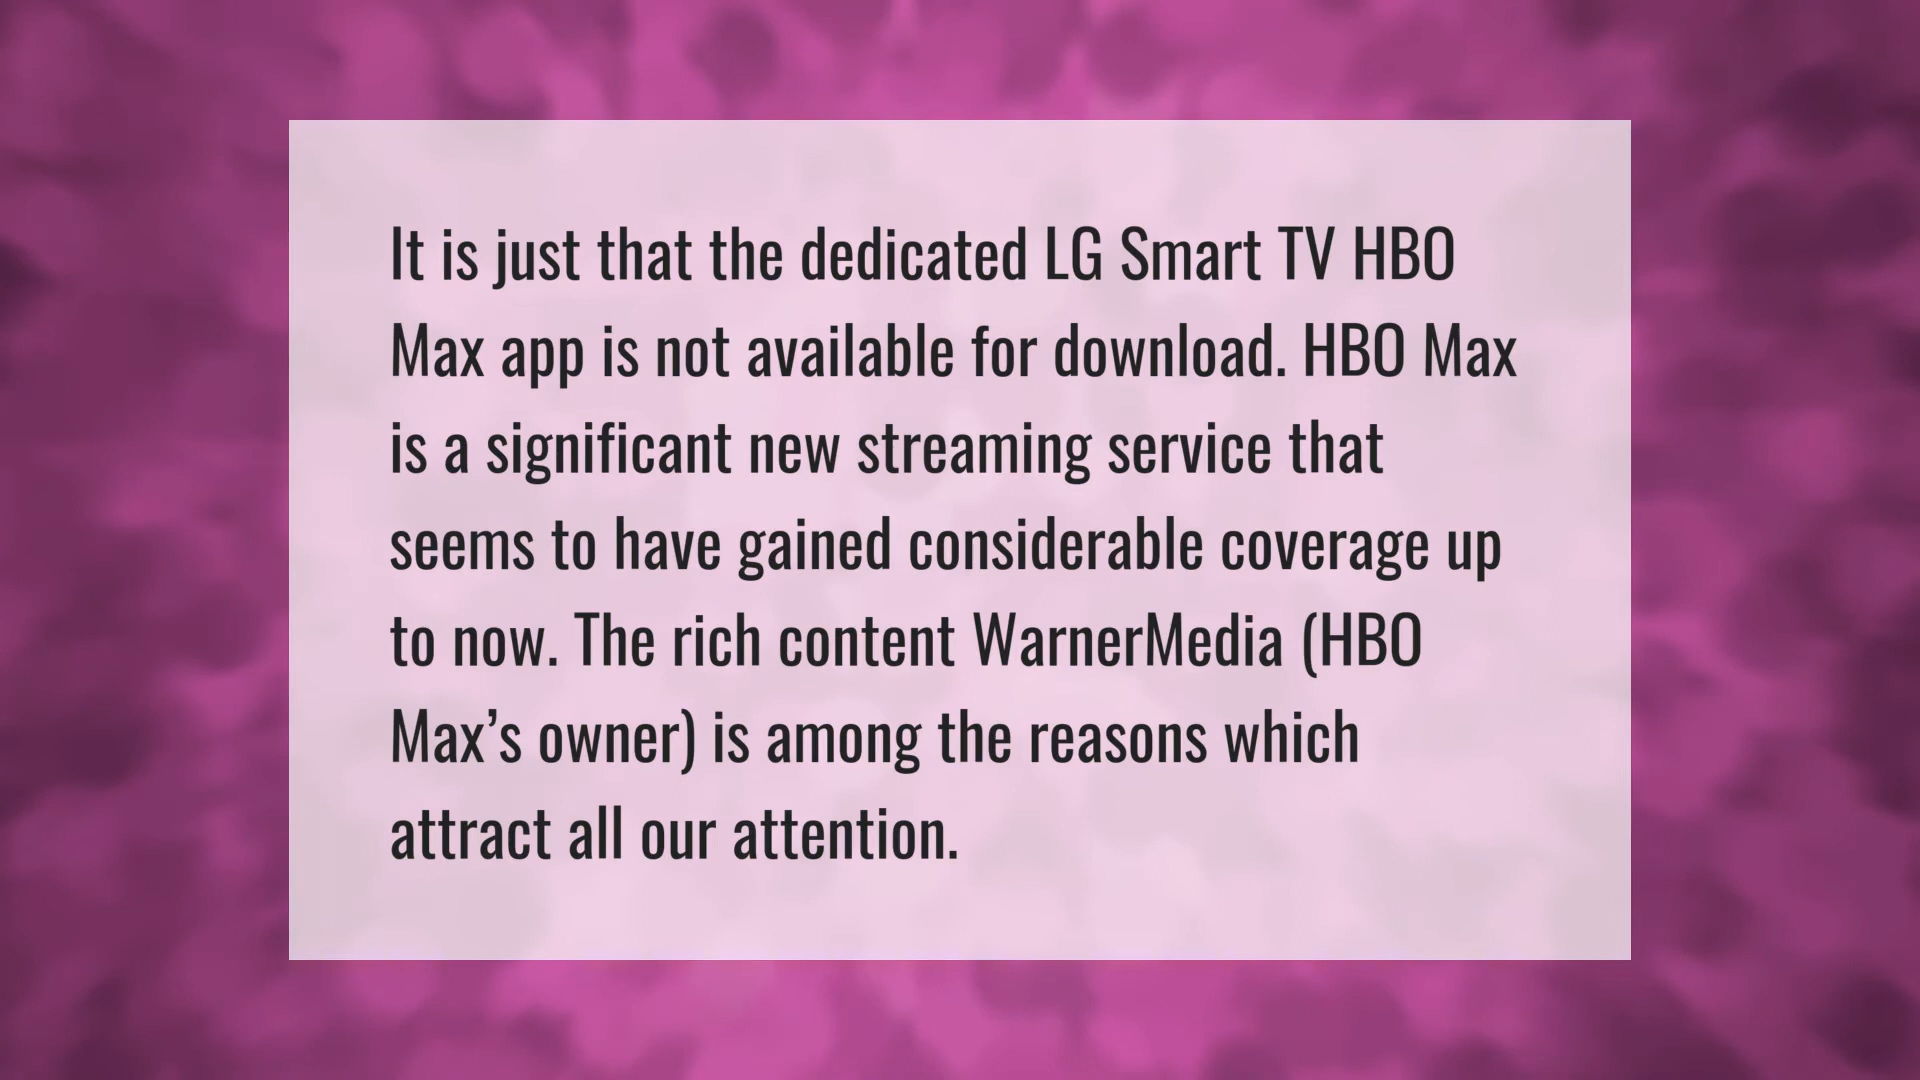 It is just that the dedicated LG Smart TV HBO
Max app is not available for download. HBO Max
is a significant new streaming service that
seems to have gained considerable coverage up
to now. The rich content WarnerMedia (HBO
Max’s owner) is among the reasons which
attract all our attention.